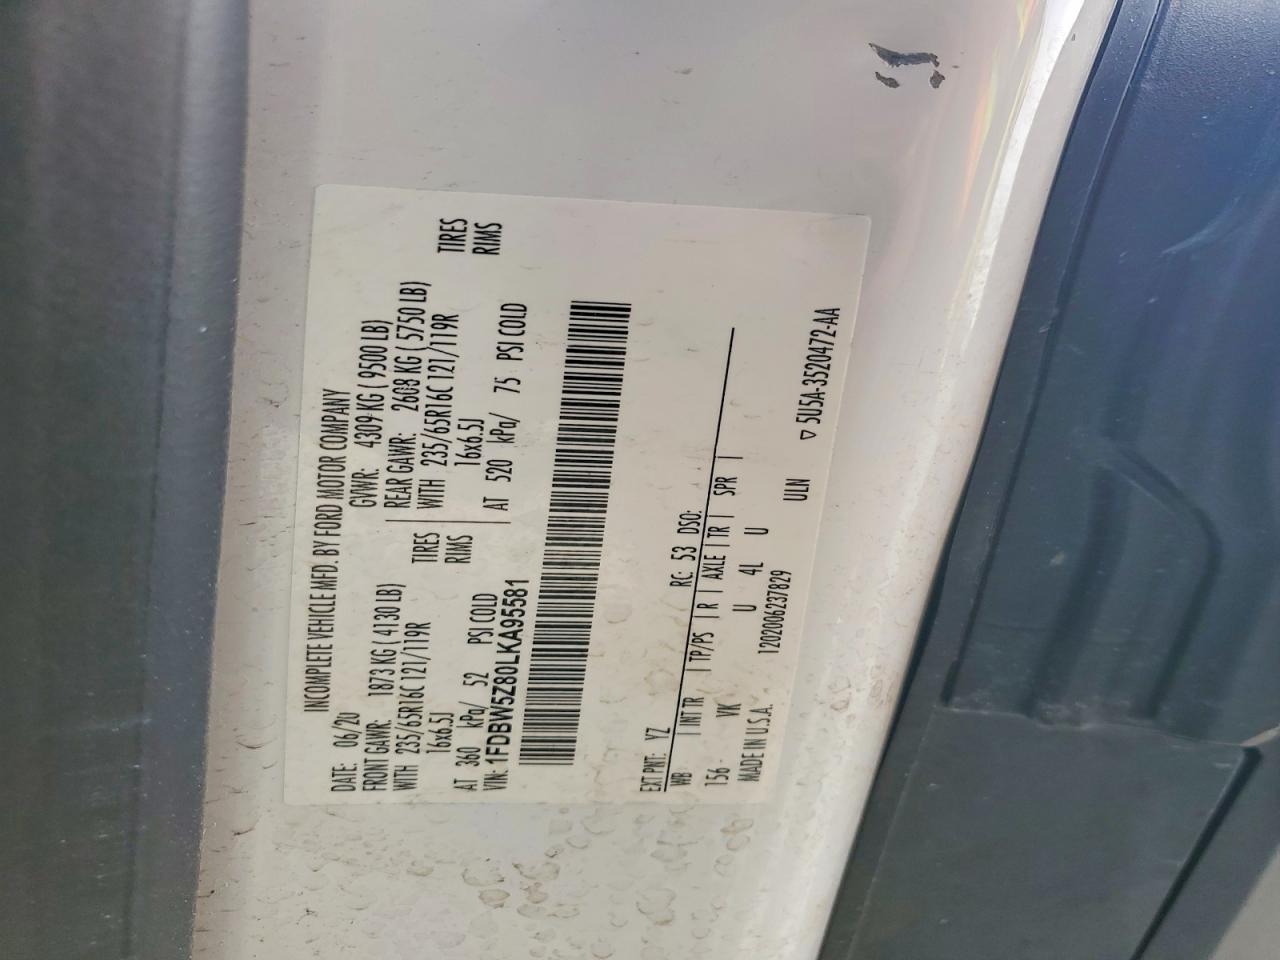 INCOMPLETE VEHICLE MFD. BY FORD MOTOR COMPANY
DATE: 06/20 GVWR: 4309 KG ( 9500 LB)
FRONT GAWR: 1873 KG ( 4130 LB) REAR GAWR: 2608 KG ( 5750 LB)
WITH 235/65R16C 121/119R TIRES WITH 235/65R16C 121/119R TIRES
16x6.5J RIMS 16x6.5J RIMS
AT 360 kPa/ 52 PSI COLD AT 520 kPa/ 75 PSI COLD
VIN: 1FDBW5Z80LKA95581
EXT PNT: YZ RC: 53 DSO:
WB INT TR TP/PS R AXLE TR SPR
156 - VK U 4L U
MADE IN U.S.A. 1202006237829 ULN
▽ 5U5A-3520472-AA